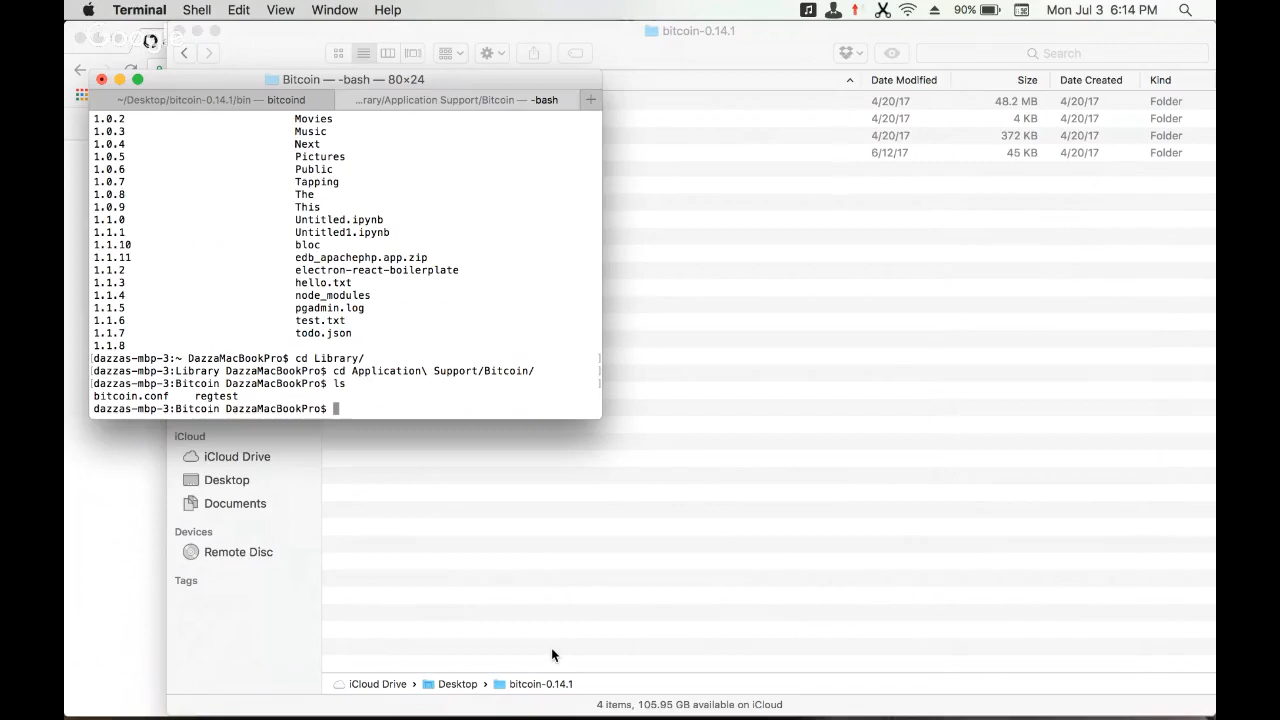 Terminal Shell Edit View Window Help 90% Mon Jul 3 6:14 PM
Google
bitcoin-0.14.1
Search
Bitcoin — -bash — 80×24
~/Desktop/bitcoin-0.14.1/bin — bitcoind ...rary/Application Support/Bitcoin — -bash
Date Modified Size Date Created Kind
4/20/17 48.2 MB 4/20/17 Folder
4/20/17 4 KB 4/20/17 Folder
4/20/17 372 KB 4/20/17 Folder
6/12/17 45 KB 4/20/17 Folder
1.0.2 Movies
1.0.3 Music
1.0.4 Next
1.0.5 Pictures
1.0.6 Public
1.0.7 Tapping
1.0.8 The
1.0.9 This
1.1.0 Untitled.ipynb
1.1.1 Untitled1.ipynb
1.1.10 bloc
1.1.11 edb_apachephp.app.zip
1.1.2 electron-react-boilerplate
1.1.3 hello.txt
1.1.4 node_modules
1.1.5 pgadmin.log
1.1.6 test.txt
1.1.7 todo.json
1.1.8
[dazzas-mbp-3:~ DazzaMacBookPro$ cd Library/ ]
[dazzas-mbp-3:Library DazzaMacBookPro$ cd Application\ Support/Bitcoin/ ]
[dazzas-mbp-3:Bitcoin DazzaMacBookPro$ ls ]
bitcoin.conf regtest
dazzas-mbp-3:Bitcoin DazzaMacBookPro$
iCloud
iCloud Drive
Desktop
Documents
Devices
Remote Disc
Tags
iCloud Drive › Desktop › bitcoin-0.14.1
4 items, 105.95 GB available on iCloud